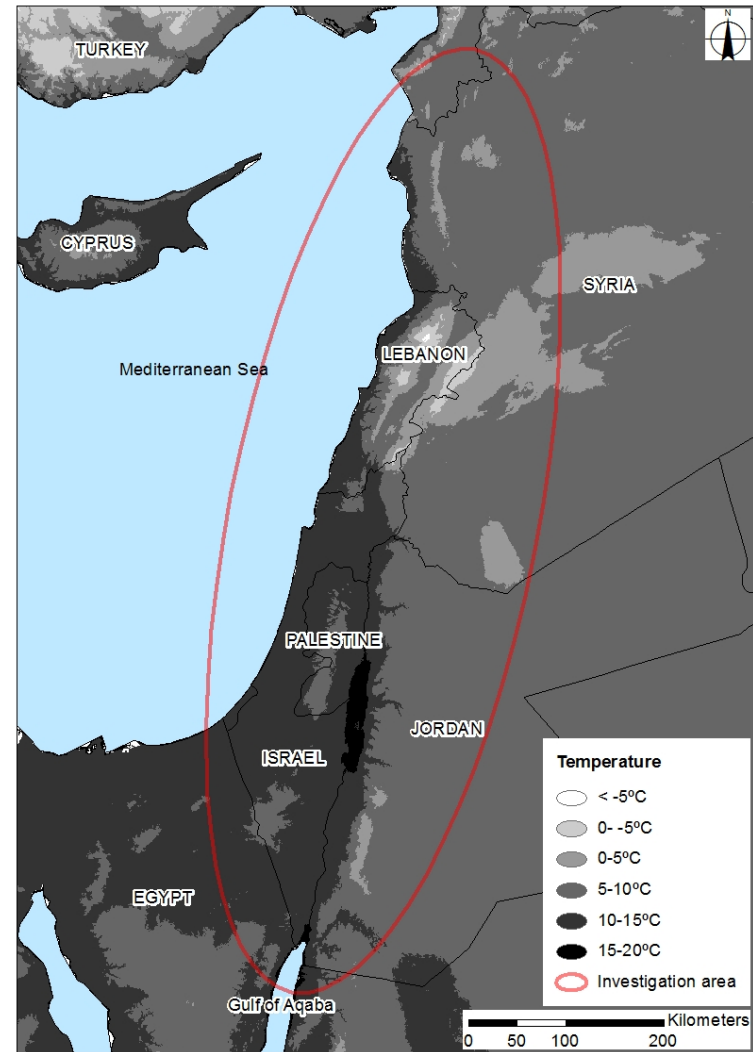 N
TURKEY
CYPRUS
SYRIA
LEBANON
Mediterranean Sea
PALESTINE
JORDAN
ISRAEL
EGYPT
Gulf of Aqaba
Temperature
< -5ºC
0- -5ºC
0-5ºC
5-10ºC
10-15ºC
15-20ºC
Investigation area
Kilometers
0 50 100 200